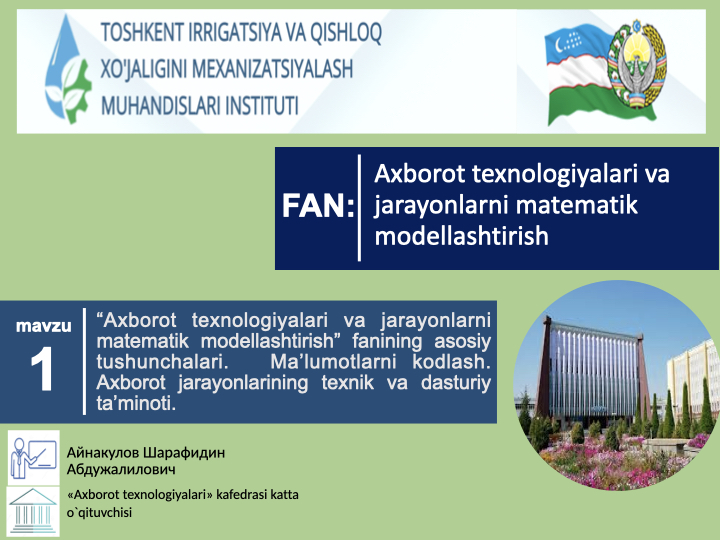 TOSHKENT IRRIGATSIYA VA QISHLOQ
XO'JALIGINI MEXANIZATSIYALASH
MUHANDISLARI INSTITUTI
FAN:
Axborot texnologiyalari va
jarayonlarni matematik
modellashtirish
mavzu
1
“Axborot texnologiyalari va jarayonlarni
matematik modellashtirish” fanining asosiy
tushunchalari. Ma’lumotlarni kodlash.
Axborot jarayonlarining texnik va dasturiy
ta’minoti.
Айнакулов Шарафидин
Абдужалилович
«Axborot texnologiyalari» kafedrasi katta
o`qituvchisi